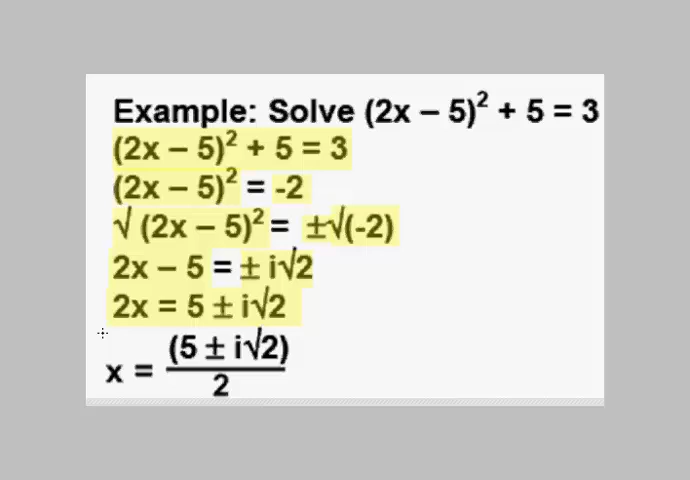 Example: Solve (2x – 5)² + 5 = 3
(2x – 5)² + 5 = 3
(2x – 5)² = -2
√ (2x – 5)² = ±√(-2)
2x – 5 = ± i√2
2x = 5 ± i√2
x = (5 ± i√2)
2